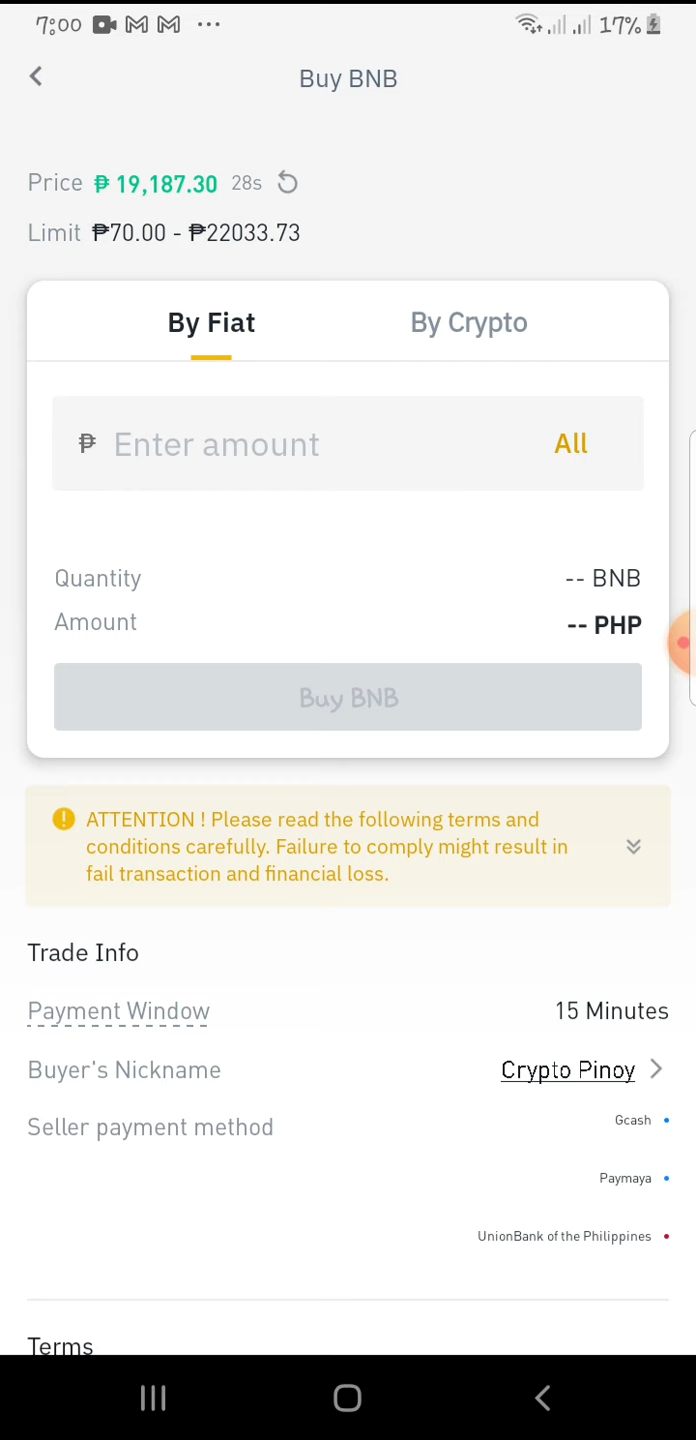 7:00 ... 17%
Buy BNB
Price ₱ 19,187.30 28s
Limit ₱70.00 - ₱22033.73
By Fiat By Crypto
₱ Enter amount All
Quantity -- BNB
Amount -- PHP
Buy BNB
ATTENTION ! Please read the following terms and
conditions carefully. Failure to comply might result in
fail transaction and financial loss.
Trade Info
Payment Window 15 Minutes
Buyer's Nickname Crypto Pinoy
Seller payment method Gcash
Paymaya
UnionBank of the Philippines
Terms